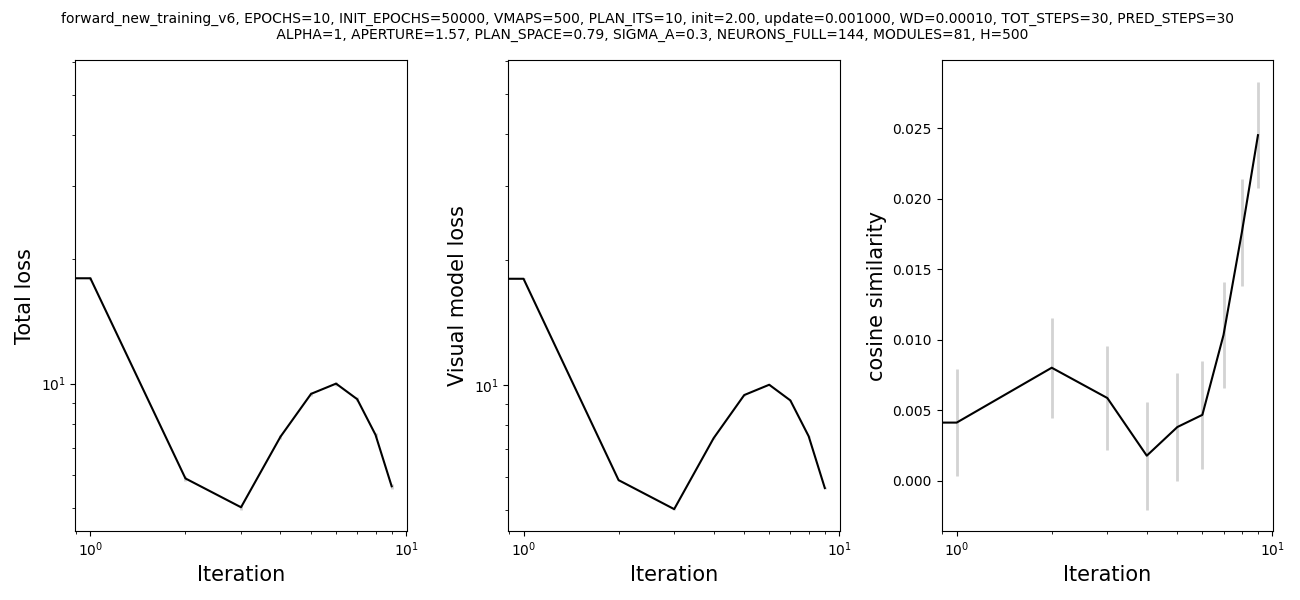 forward_new_training_v6, EPOCHS=10, INIT_EPOCHS=50000, VMAPS=500, PLAN_ITS=10, init=2.00, update=0.001000, WD=0.00010, TOT_STEPS=30, PRED_STEPS=30
ALPHA=1, APERTURE=1.57, PLAN_SPACE=0.79, SIGMA_A=0.3, NEURONS_FULL=144, MODULES=81, H=500
Total loss
10¹
10⁰
10¹
Iteration
Visual model loss
10¹
10⁰
10¹
Iteration
cosine similarity
0.025
0.020
0.015
0.010
0.005
0.000
10⁰
10¹
Iteration